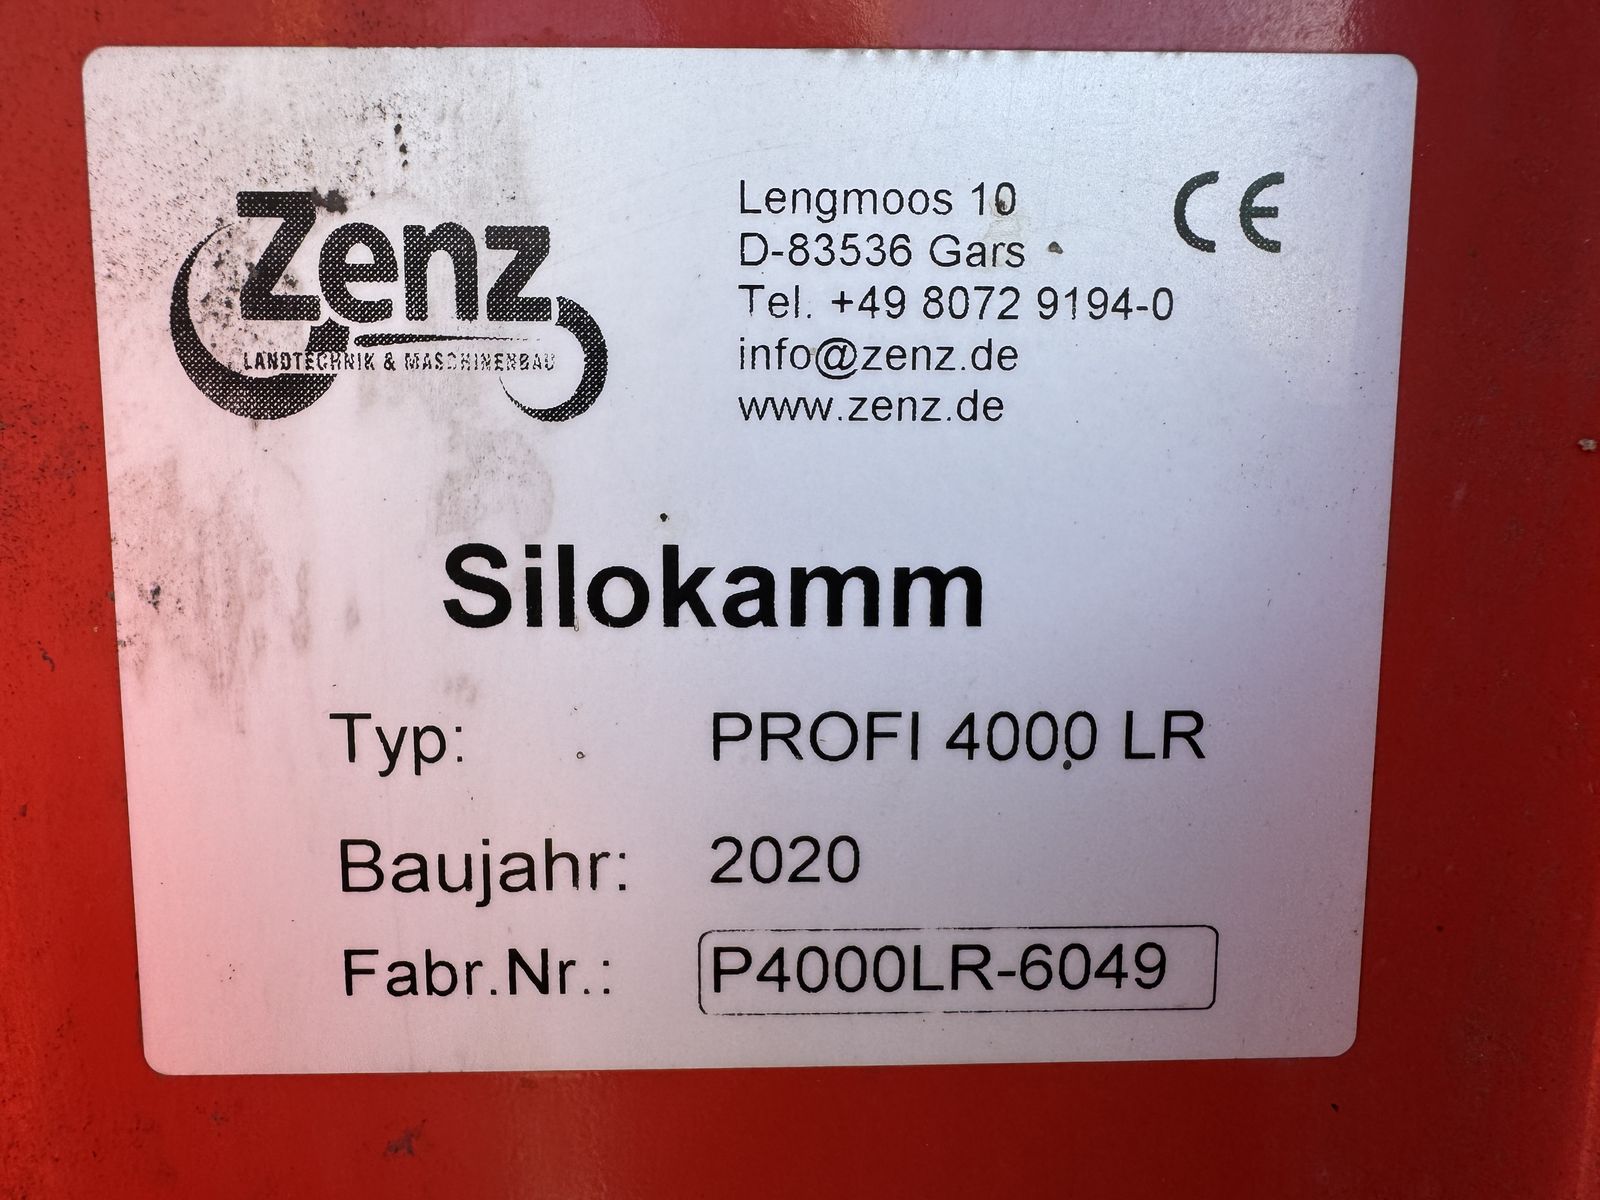 Zenz
LANDTECHNIK & MASCHINENBAU
Lengmoos 10
D-83536 Gars
Tel. +49 8072 9194-0
info@zenz.de
www.zenz.de
CE
Silokamm
Typ: PROFI 4000 LR
Baujahr: 2020
Fabr.Nr.: P4000LR-6049